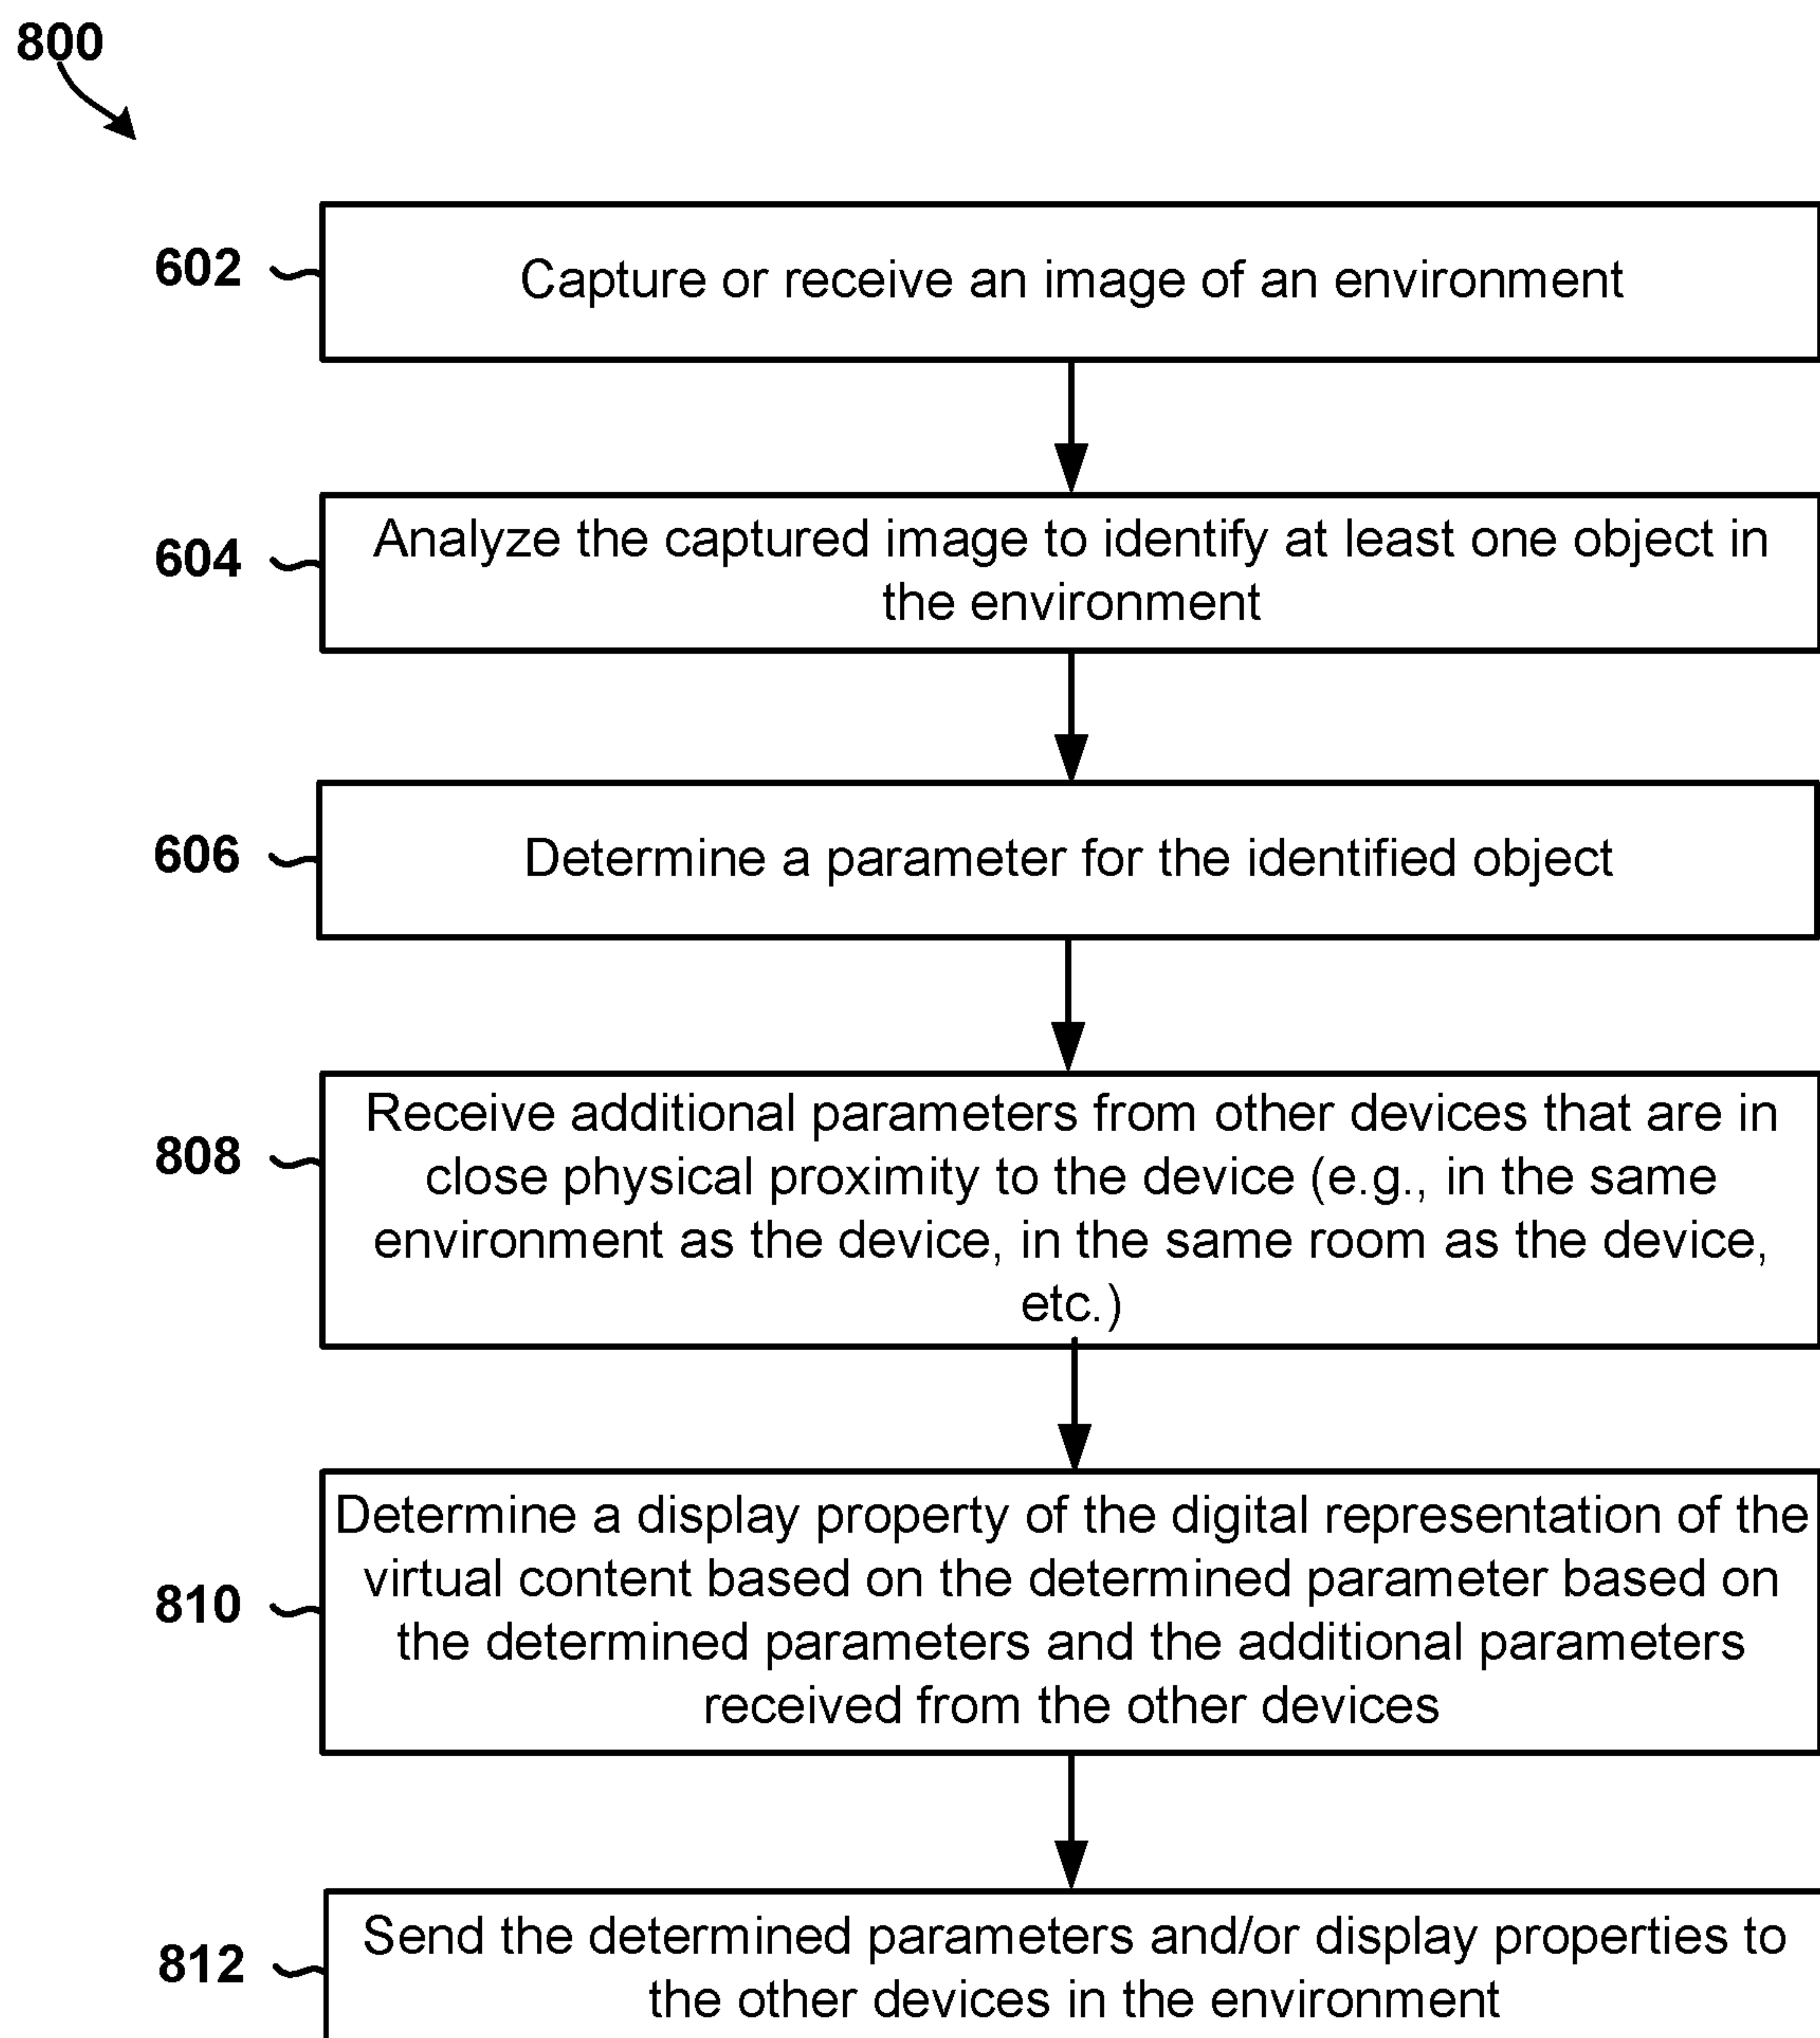 800
602
Capture or receive an image of an environment
604
Analyze the captured image to identify at least one object in
the environment
606
Determine a parameter for the identified object
808
Receive additional parameters from other devices that are in
close physical proximity to the device (e.g., in the same
environment as the device, in the same room as the device,
etc.)
810
Determine a display property of the digital representation of the
virtual content based on the determined parameter based on
the determined parameters and the additional parameters
received from the other devices
812
Send the determined parameters and/or display properties to
the other devices in the environment